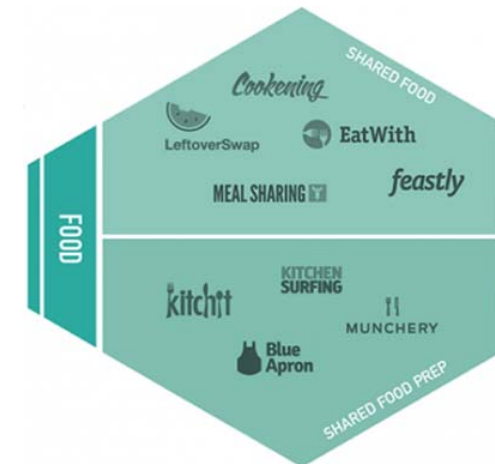 FOOD
SHARED FOOD
Cookening
LeftoverSwap
EatWith
MEAL SHARING
feastly
kitchit
KITCHEN
SURFING
MUNCHERY
Blue
Apron
SHARED FOOD PREP